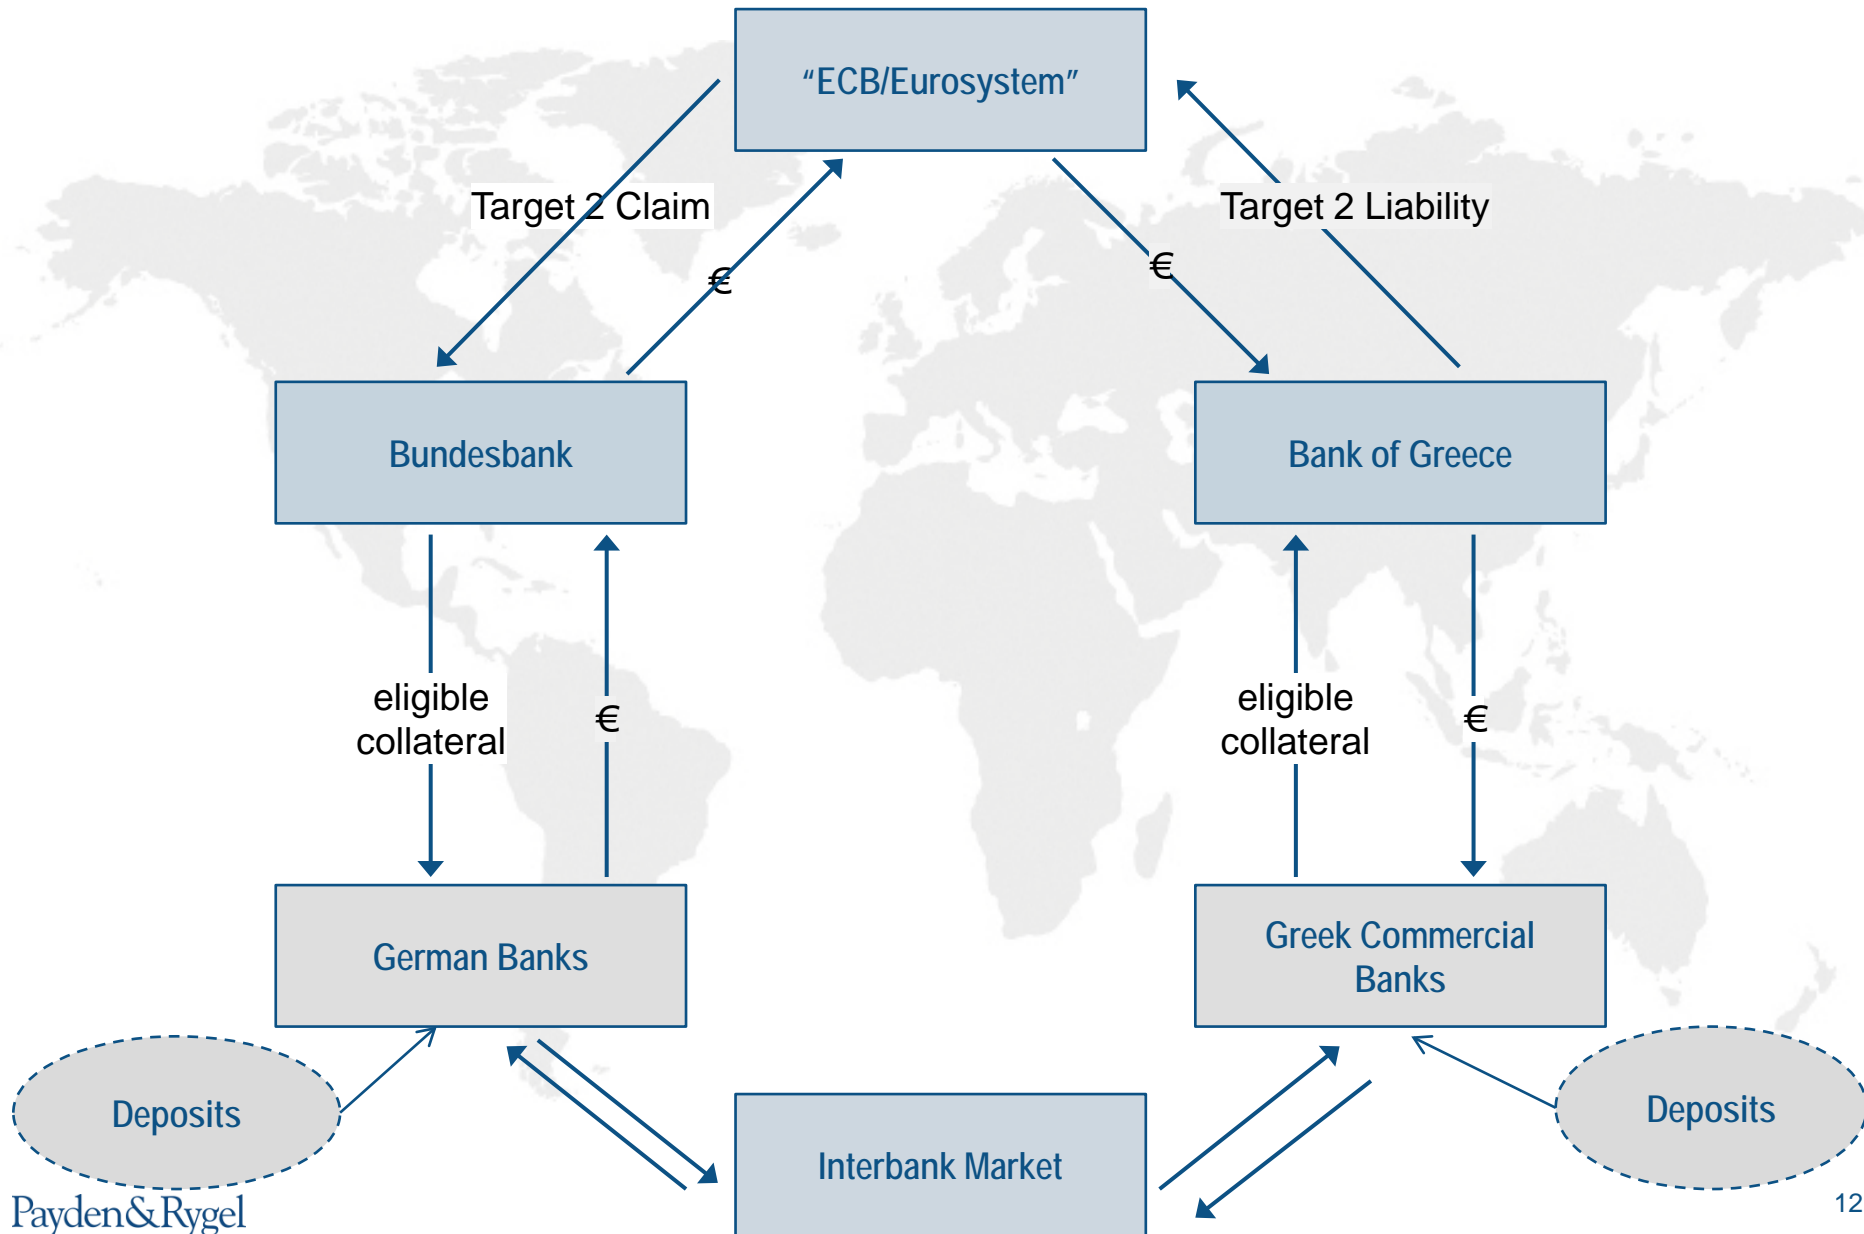 “ECB/Eurosystem”
Target 2 Claim
Target 2 Liability
€
€
Bundesbank
Bank of Greece
eligible
collateral
€
eligible
collateral
€
German Banks
Greek Commercial
Banks
Deposits
Deposits
Interbank Market
Payden&Rygel
12